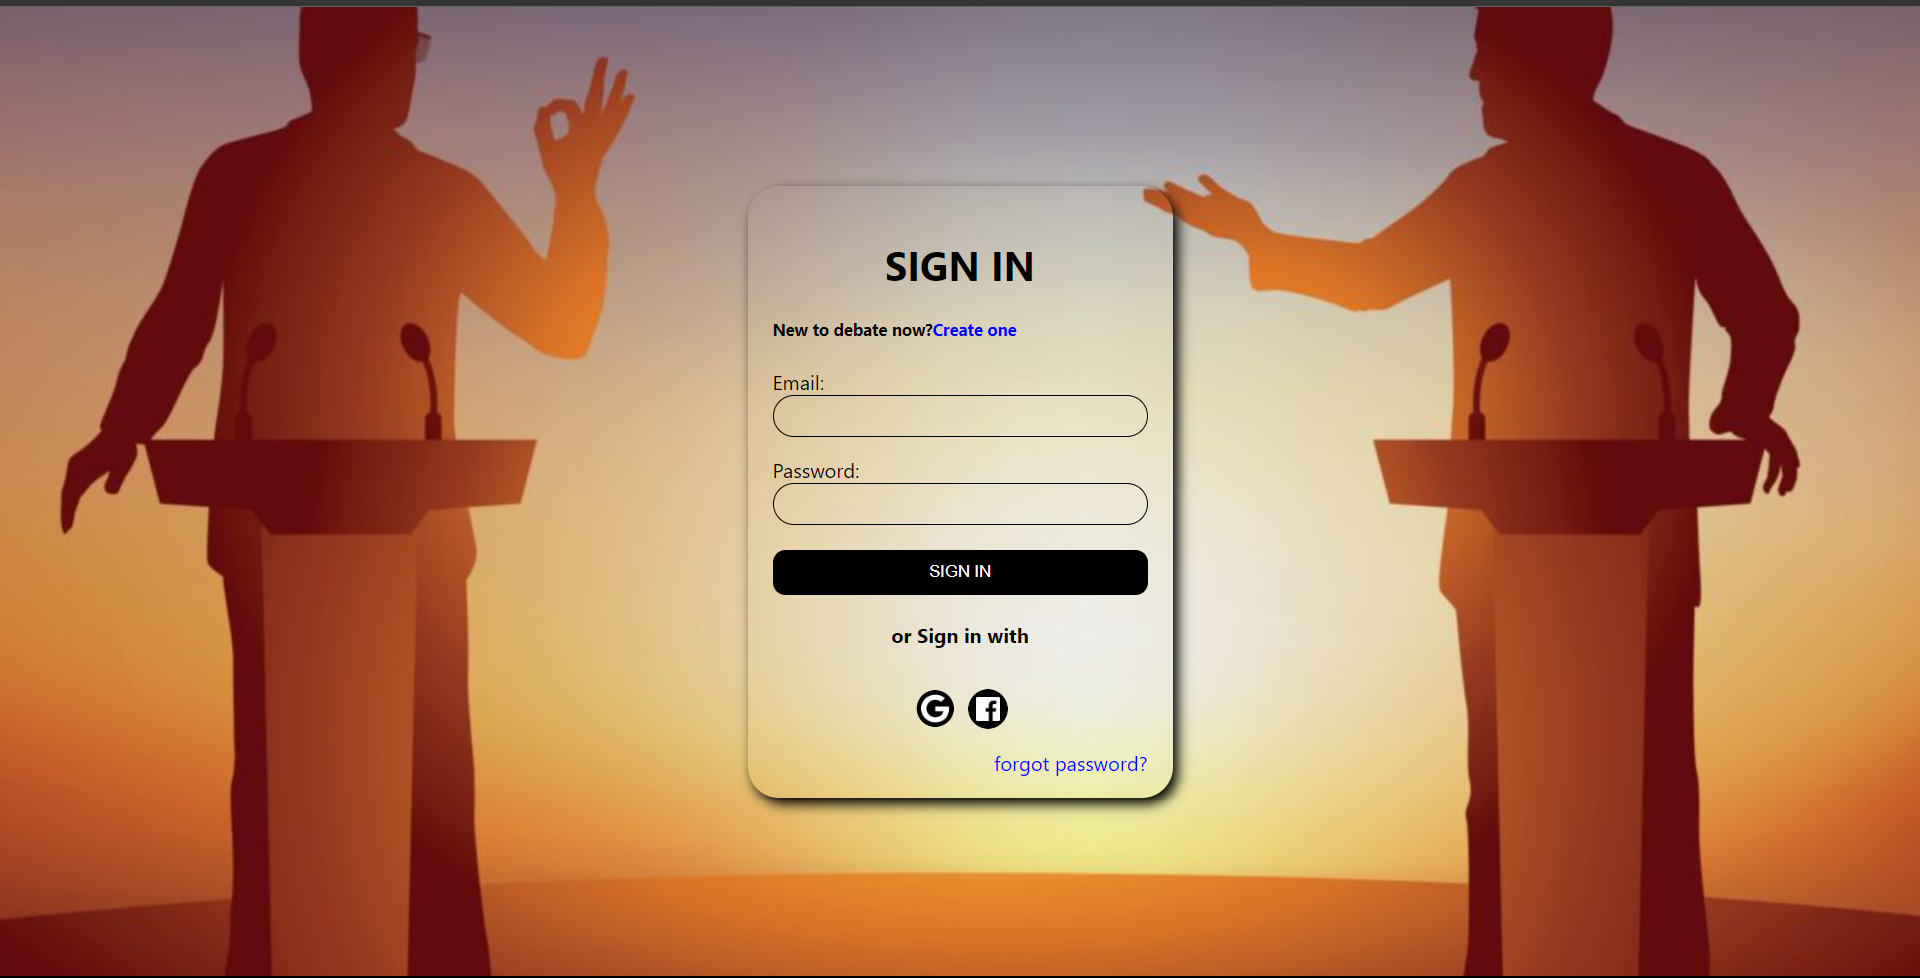 SIGN IN
New to debate now?Create one
Email:
Password:
SIGN IN
or Sign in with
forgot password?